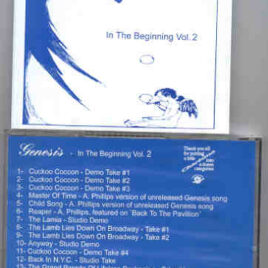 In The Beginning Vol. 2
Genesis - In The Beginning Vol. 2
1- Cuckoo Cocoon - Demo Take #1
2- Cuckoo Cocoon - Demo Take #2
3- Cuckoo Cocoon - Demo Take #3
4- Master Of Time - A. Phillips version of unreleased Genesis song
5- Child Song - A. Phillips version of unreleased Genesis song
6- Reaper - A. Phillips, featured on `Back To The Pavillion´
7- The Lamia - Studio Demo
8- The Lamb Lies Down On Broadway - Take #1
9- The Lamb Lies Down On Broadway - Take #2
10- Anyway - Studio Demo
11- Cuckoo Cocoon - Demo Take #4
12- Back In N.Y.C. - Studio Take